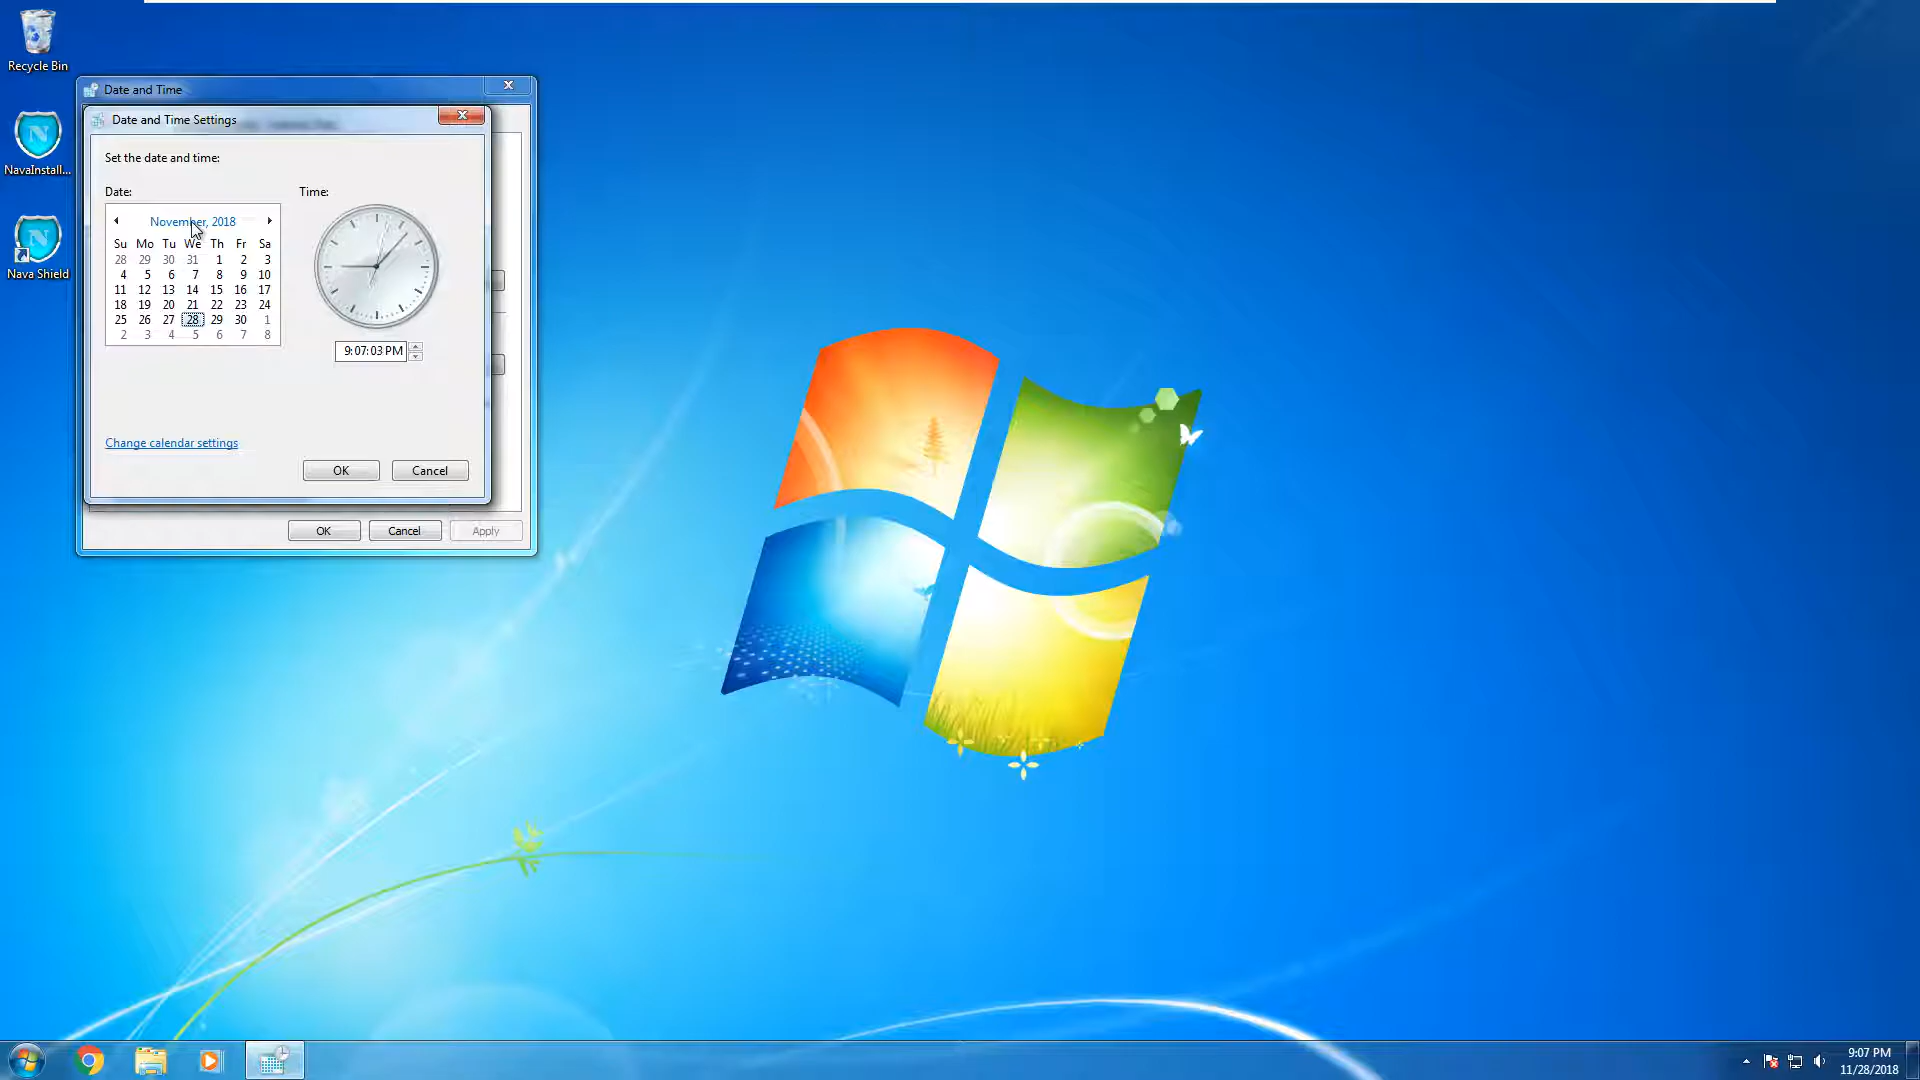 Recycle Bin
NavaInstall...
Nava Shield
Date and Time
Date and Time Settings
Set the date and time:
Date:
Time:
November, 2018
Su Mo Tu We Th Fr Sa
28 29 30 31 1 2 3
4 5 6 7 8 9 10
11 12 13 14 15 16 17
18 19 20 21 22 23 24
25 26 27 28 29 30 1
2 3 4 5 6 7 8
9:07:03 PM
Change calendar settings
OK Cancel
OK Cancel Apply
9:07 PM
11/28/2018